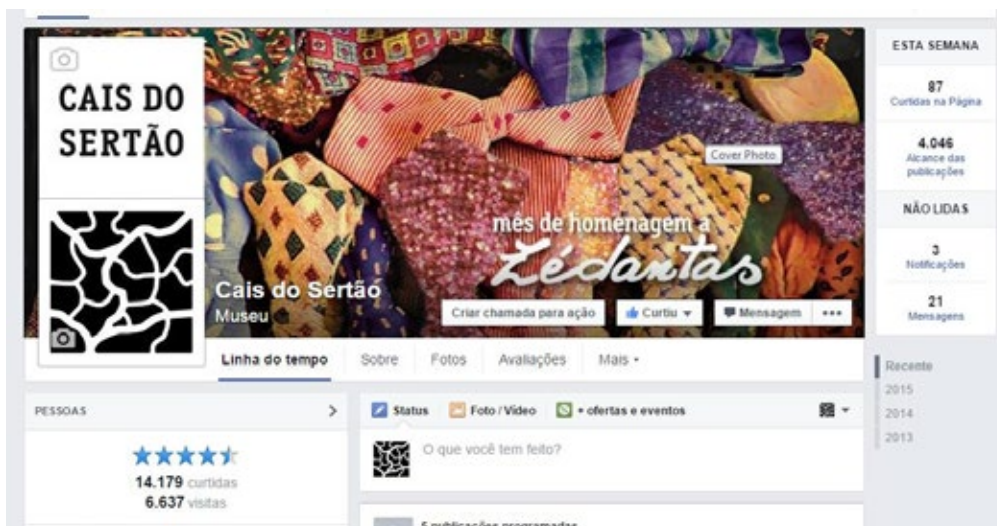 CAIS DO
SERTÃO
Cover Photo
mês de homenagem a
Zédantas
Cais do Sertão
Museu
Criar chamada para ação
Curtiu
Mensagem
Linha do tempo
Sobre
Fotos
Avaliações
Mais
ESTA SEMANA
87
Curtidas na Página
4.046
Alcance das
publicações
NÃO LIDAS
3
Notificações
21
Mensagens
Recente
2015
2014
2013
PESSOAS
14.179 curtidas
6.637 visitas
Status
Foto / Vídeo
+ ofertas e eventos
O que você tem feito?
5 publicações programadas